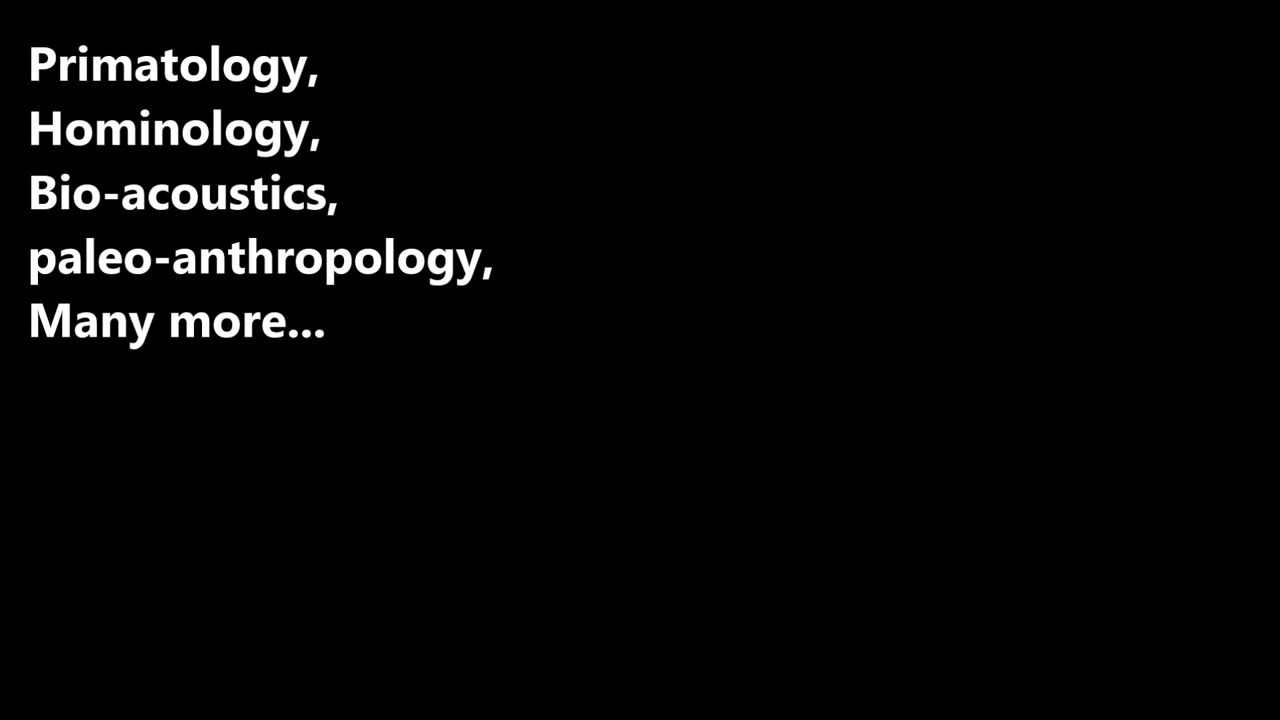 Primatology,
Hominology,
Bio-acoustics,
paleo-anthropology,
Many more...